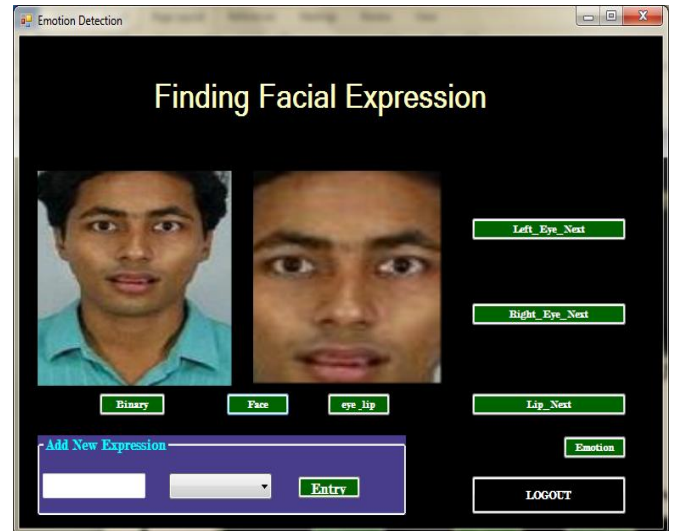 Emotion Detection
Finding Facial Expression
Left_Eye_Next
Right_Eye_Next
Binary
Face
eye_lip
Lip_Next
Add New Expression
Emotion
Entry
LOGOUT